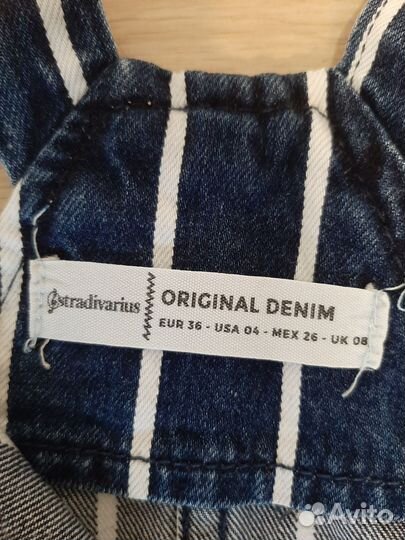 stradivarius
ORIGINAL DENIM
EUR 36 - USA 04 - MEX 26 - UK 08
Avito